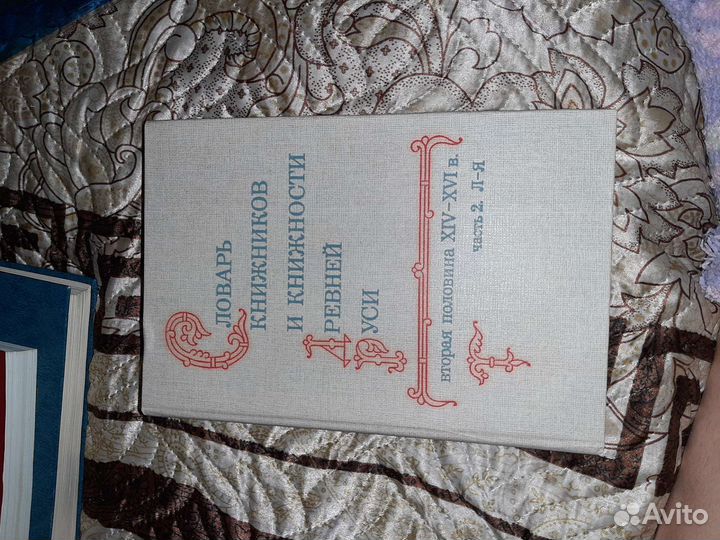 СЛОВАРЬ
КНИЖНИКОВ
И КНИЖНОСТИ
ДРЕВНЕЙ
РУСИ
ВТОРАЯ ПОЛОВИНА XIV–XVI В.
ЧАСТЬ 2. Л–Я
Avito